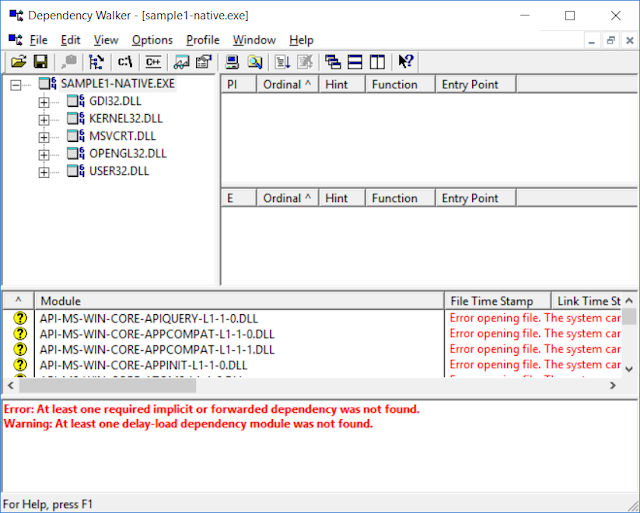 Dependency Walker - [sample1-native.exe]
File Edit View Options Profile Window Help
C:\ C++
SAMPLE1-NATIVE.EXE
GDI32.DLL
KERNEL32.DLL
MSVCRT.DLL
OPENGL32.DLL
USER32.DLL
PI Ordinal ^ Hint Function Entry Point
E Ordinal ^ Hint Function Entry Point
^ Module File Time Stamp Link Time St
? API-MS-WIN-CORE-APIQUERY-L1-1-0.DLL Error opening file. The system can
? API-MS-WIN-CORE-APPCOMPAT-L1-1-0.DLL Error opening file. The system can
? API-MS-WIN-CORE-APPCOMPAT-L1-1-1.DLL Error opening file. The system can
? API-MS-WIN-CORE-APPINIT-L1-1-0.DLL Error opening file. The system can
Error: At least one required implicit or forwarded dependency was not found.
Warning: At least one delay-load dependency module was not found.
For Help, press F1